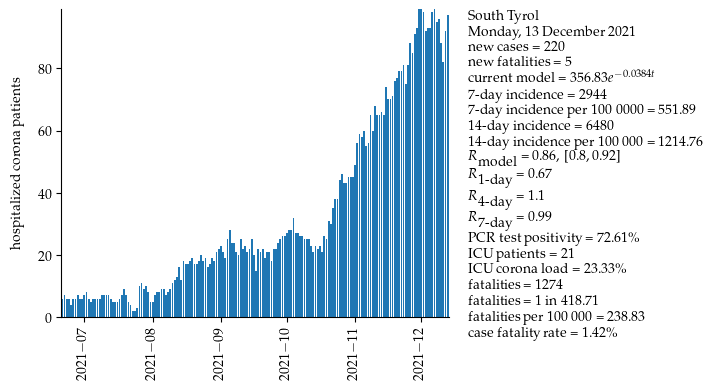 hospitalized corona patients
80
60
40
20
0
2021−07
2021−08
2021−09
2021−10
2021−11
2021−12
South Tyrol
Monday, 13 December 2021
new cases = 220
new fatalities = 5
current model = 356.83e^−0.0384t
7-day incidence = 2944
7-day incidence per 100 0000 = 551.89
14-day incidence = 6480
14-day incidence per 100 000 = 1214.76
R_model = 0.86, [0.8, 0.92]
R_1-day = 0.67
R_4-day = 1.1
R_7-day = 0.99
PCR test positivity = 72.61%
ICU patients = 21
ICU corona load = 23.33%
fatalities = 1274
fatalities = 1 in 418.71
fatalities per 100 000 = 238.83
case fatality rate = 1.42%